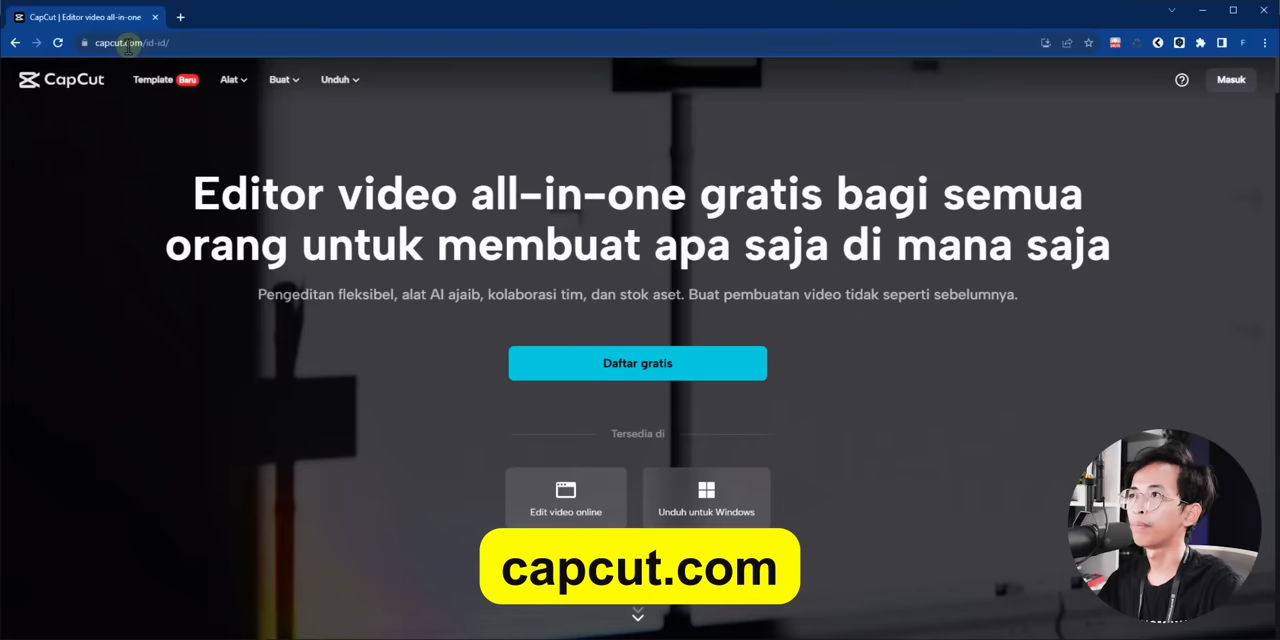 CapCut | Editor video all-in-one
capcut.com/id-id/
F
CapCut
Template Baru
Alat
Buat
Unduh
Masuk
Editor video all-in-one gratis bagi semua
orang untuk membuat apa saja di mana saja
Pengeditan fleksibel, alat AI ajaib, kolaborasi tim, dan stok aset. Buat pembuatan video tidak seperti sebelumnya.
Daftar gratis
Tersedia di
Edit video online
Unduh untuk Windows
capcut.com